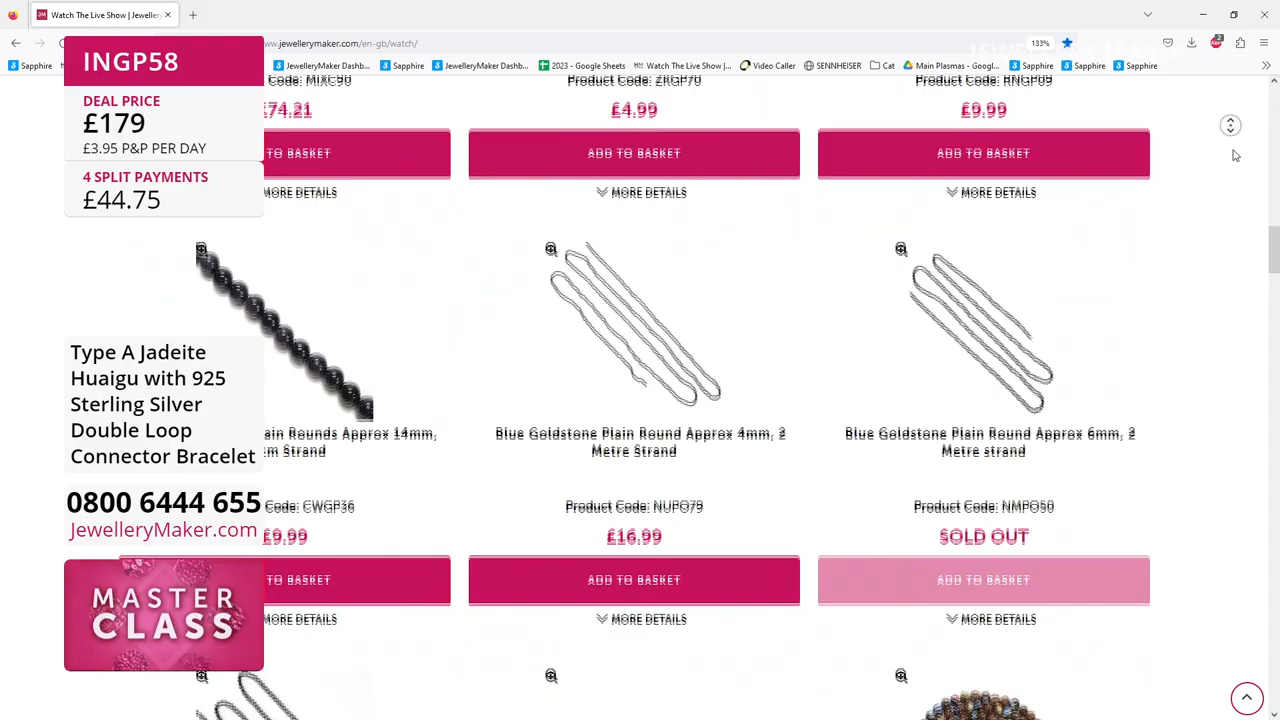 Watch The Live Show | Jeweller
ww.jewellerymaker.com/en-gb/watch/
133%
2
Sapphire
JewelleryMaker Dashb...
Sapphire
JewelleryMaker Dashb...
2023 - Google Sheets
Watch The Live Show |...
Video Caller
SENNHEISER
Cat
Main Plasmas - Googl...
Sapphire
Sapphire
Sapphire
INGP58
DEAL PRICE
£179
£3.95 P&P PER DAY
4 SPLIT PAYMENTS
£44.75
Code: MIXC90
£74.21
TO BASKET
MORE DETAILS
Product Code: ZRGP70
£4.99
ADD TO BASKET
MORE DETAILS
Product Code: RNGP09
£9.99
ADD TO BASKET
MORE DETAILS
Type A Jadeite
Huaigu with 925
Sterling Silver
Double Loop
Connector Bracelet
0800 6444 655
JewelleryMaker.com
MASTER
CLASS
ain Rounds Approx 14mm,
m Strand
Code: CWGP36
£9.99
TO BASKET
MORE DETAILS
Blue Goldstone Plain Round Approx 4mm, 2
Metre Strand
Product Code: NUPO79
£16.99
ADD TO BASKET
MORE DETAILS
Blue Goldstone Plain Round Approx 6mm, 2
Metre strand
Product Code: NMPO50
SOLD OUT
ADD TO BASKET
MORE DETAILS